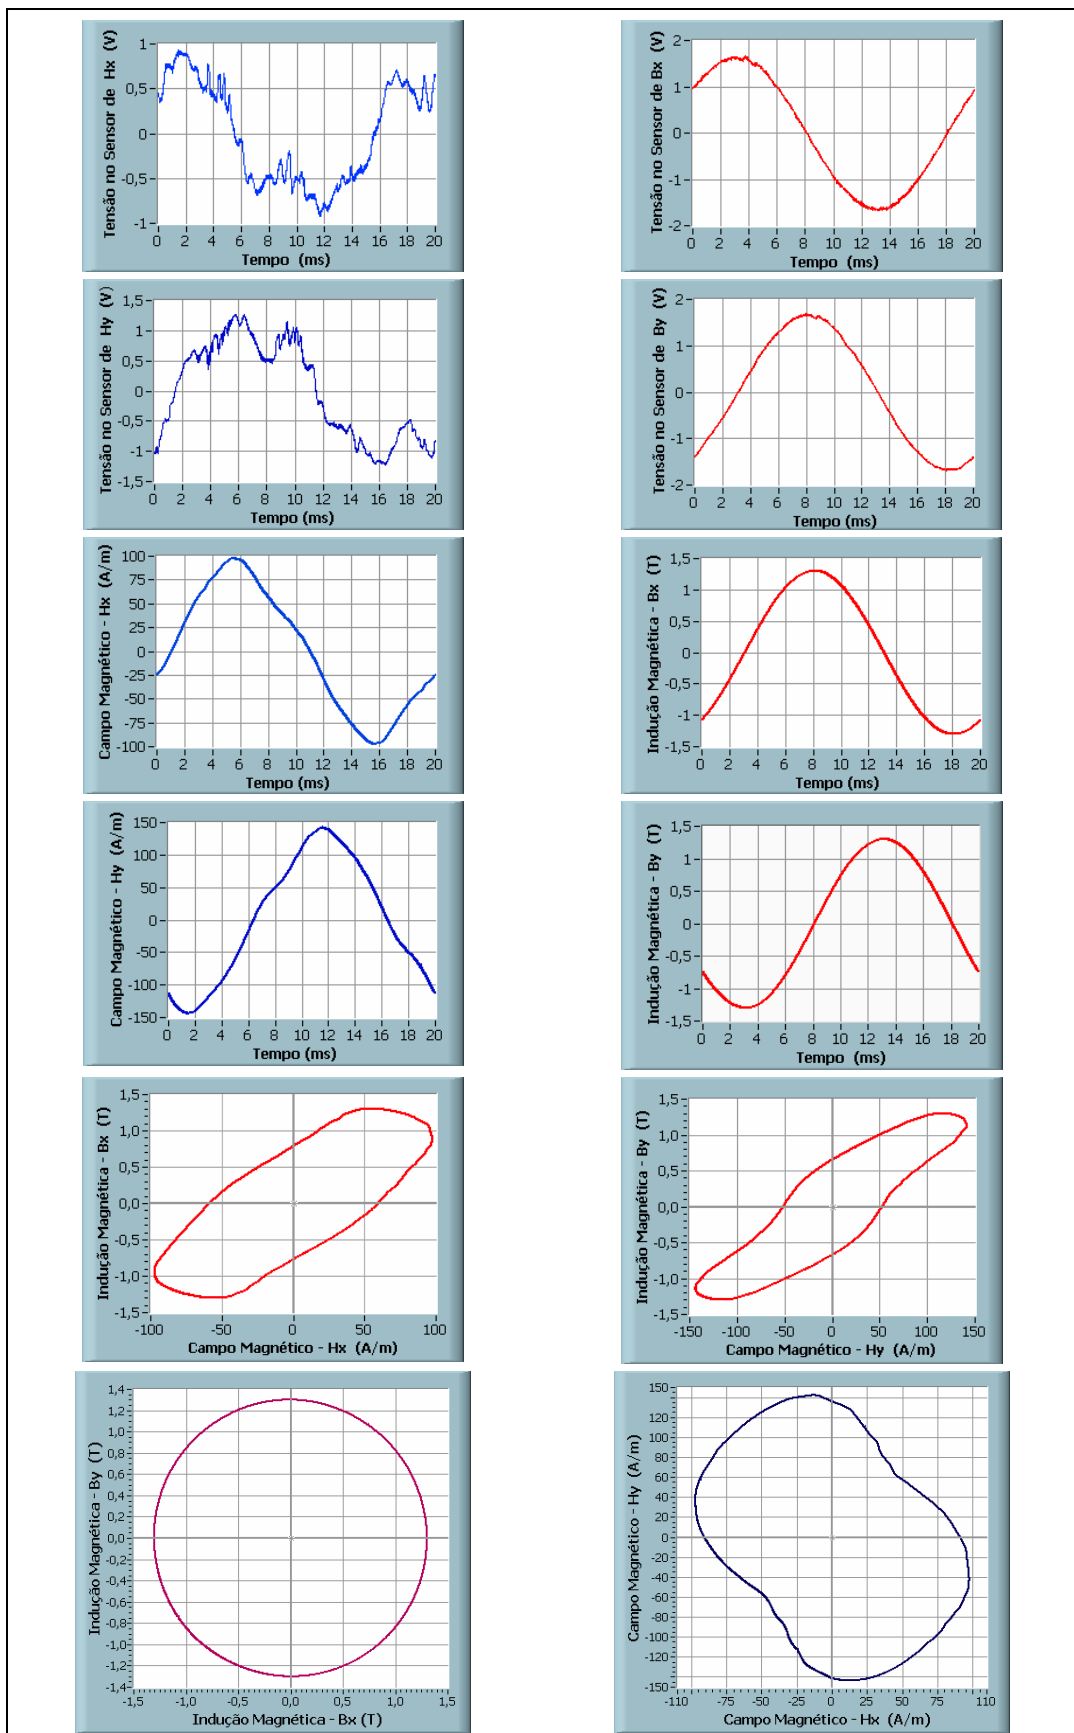 Tensão no Sensor de Hx (V)
1
0,5
0
-0,5
-1
0 2 4 6 8 10 12 14 16 18 20
Tempo (ms)
Tensão no Sensor de Bx (V)
2
1
0
-1
-2
0 2 4 6 8 10 12 14 16 18 20
Tempo (ms)
Tensão no Sensor de Hy (V)
1,5
1
0,5
0
-0,5
-1
-1,5
0 2 4 6 8 10 12 14 16 18 20
Tempo (ms)
Tensão no Sensor de By (V)
2
1
0
-1
-2
0 2 4 6 8 10 12 14 16 18 20
Tempo (ms)
Campo Magnético - Hx (A/m)
100
75
50
25
0
-25
-50
-75
-100
0 2 4 6 8 10 12 14 16 18 20
Tempo (ms)
Indução Magnética - Bx (T)
1,5
1
0,5
0
-0,5
-1
-1,5
0 2 4 6 8 10 12 14 16 18 20
Tempo (ms)
Campo Magnético - Hy (A/m)
150
100
50
0
-50
-100
-150
0 2 4 6 8 10 12 14 16 18 20
Tempo (ms)
Indução Magnética - By (T)
1,5
1
0,5
0
-0,5
-1
-1,5
0 2 4 6 8 10 12 14 16 18 20
Tempo (ms)
Indução Magnética - Bx (T)
1,5
1,0
0,5
0,0
-0,5
-1,0
-1,5
-100 -50 0 50 100
Campo Magnético - Hx (A/m)
Indução Magnética - By (T)
1,5
1,0
0,5
0,0
-0,5
-1,0
-1,5
-150 -100 -50 0 50 100 150
Campo Magnético - Hy (A/m)
Indução Magnética - By (T)
1,4
1,2
1,0
0,8
0,6
0,4
0,2
0,0
-0,2
-0,4
-0,6
-0,8
-1,0
-1,2
-1,4
-1,5 -1,0 -0,5 0,0 0,5 1,0 1,5
Indução Magnética - Bx (T)
Campo Magnético - Hy (A/m)
150
120
100
80
60
40
20
0
-20
-40
-60
-80
-100
-120
-150
-110 -75 -50 -25 0 25 50 75 110
Campo Magnético - Hx (A/m)